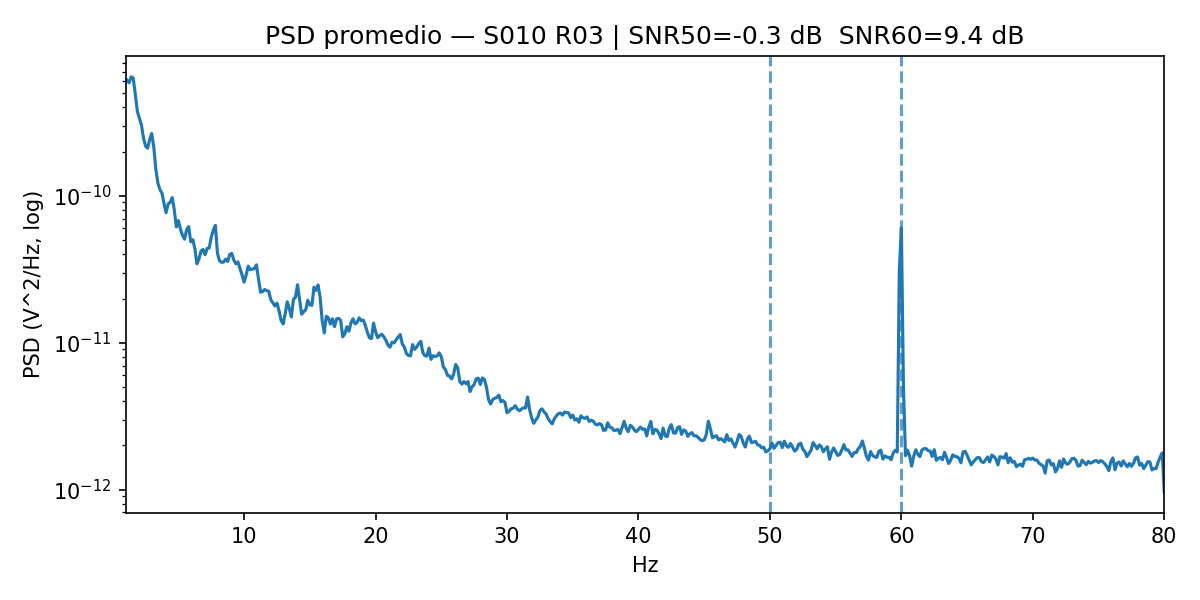 PSD promedio — S010 R03 | SNR50=-0.3 dB  SNR60=9.4 dB
PSD (V^2/Hz, log)
10⁻¹⁰
10⁻¹¹
10⁻¹²
10 20 30 40 50 60 70 80
Hz